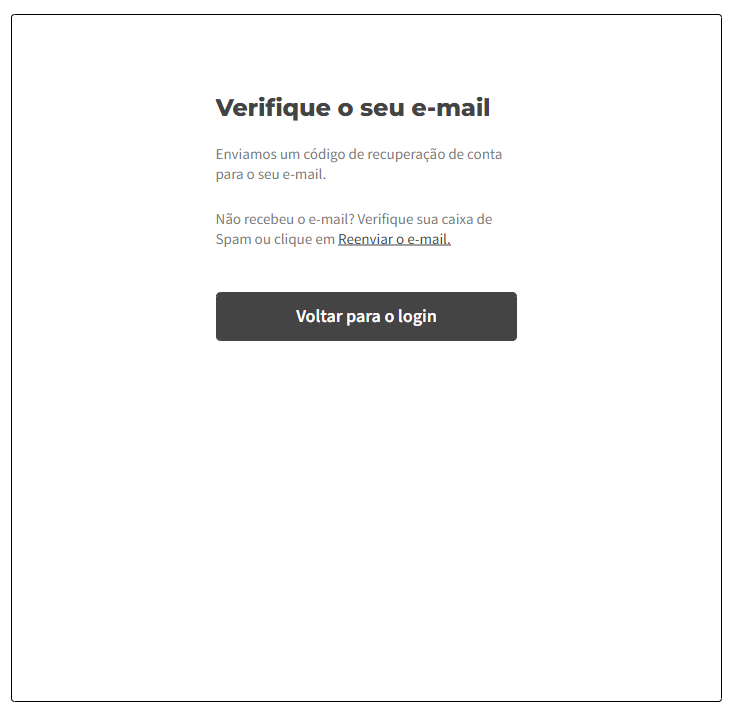 Verifique o seu e-mail
Enviamos um código de recuperação de conta
para o seu e-mail.
Não recebeu o e-mail? Verifique sua caixa de
Spam ou clique em Reenviar o e-mail.
Voltar para o login